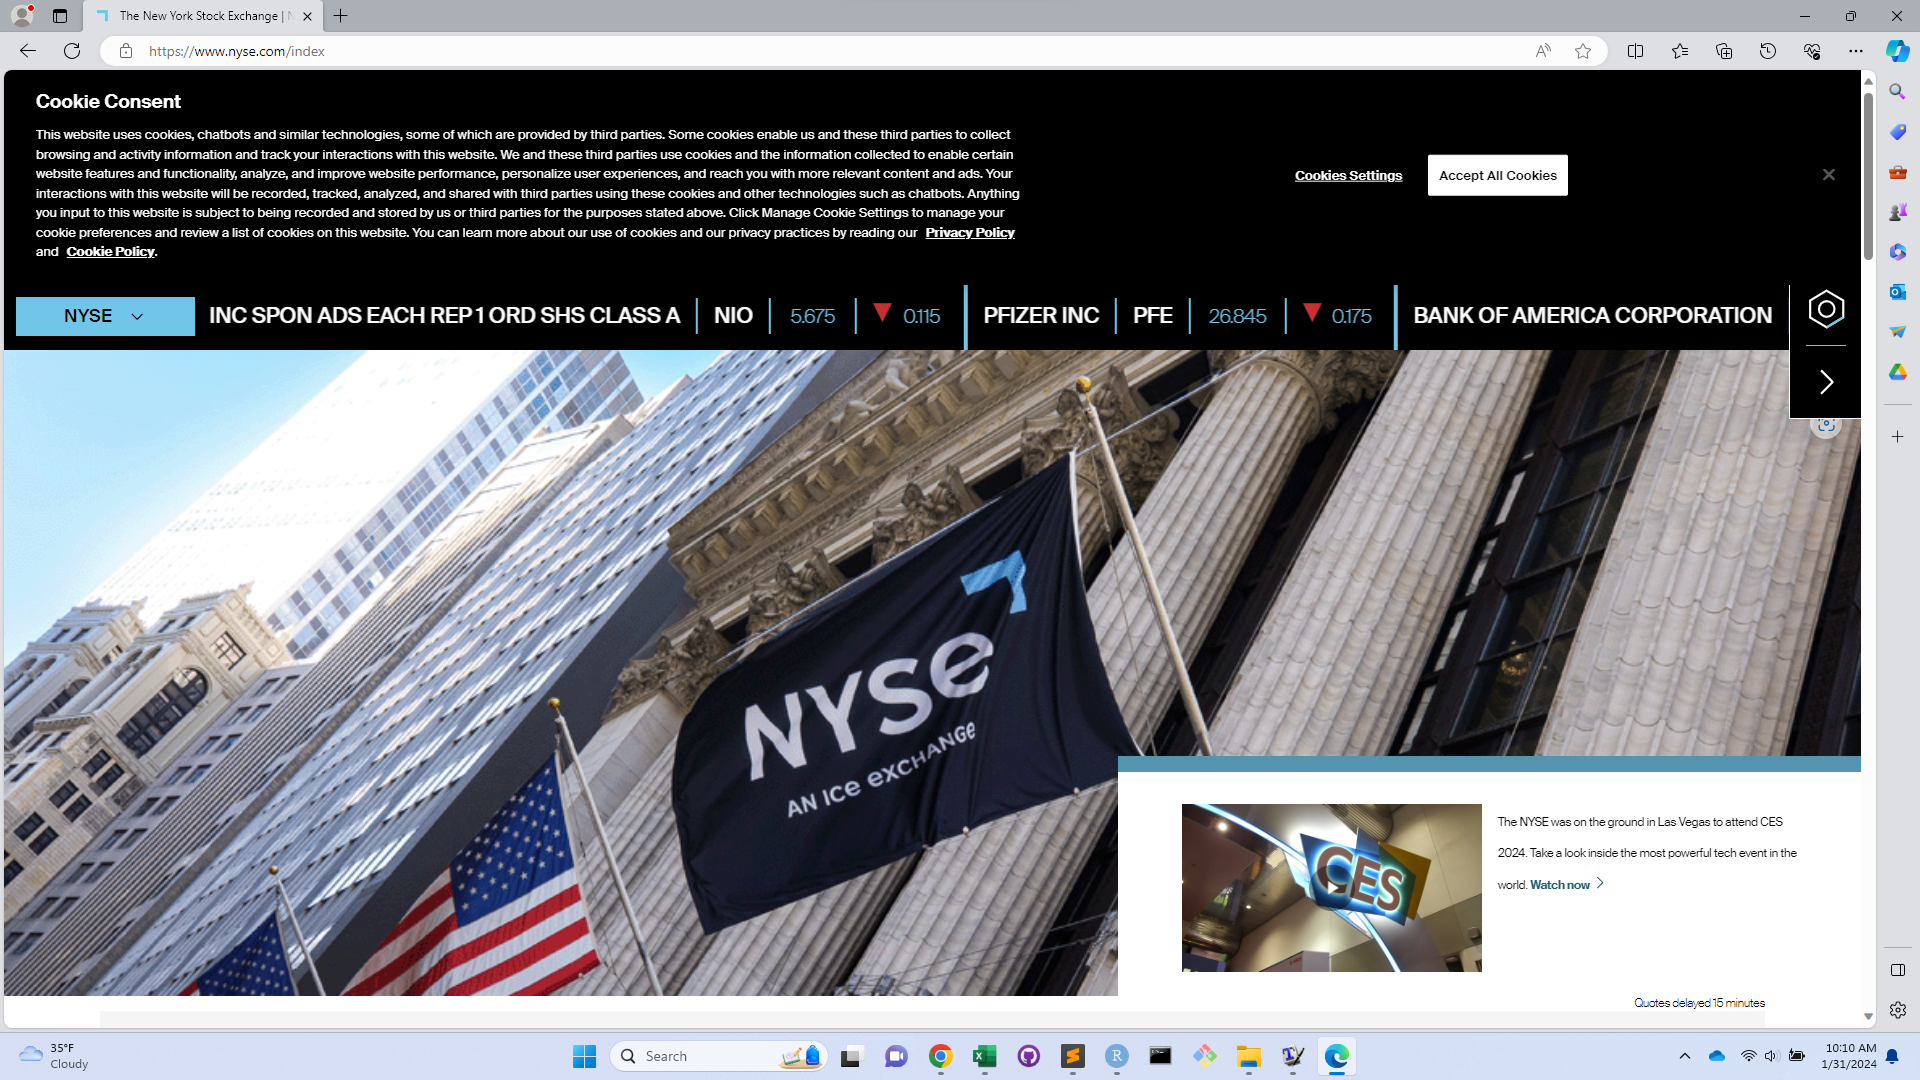 The New York Stock Exchange |
https://www.nyse.com/index
Cookie Consent
This website uses cookies, chatbots and similar technologies, some of which are provided by third parties. Some cookies enable us and these third parties to collect
browsing and activity information and track your interactions with this website. We and these third parties use cookies and the information collected to enable certain
website features and functionality, analyze, and improve website performance, personalize user experiences, and reach you with more relevant content and ads. Your
interactions with this website will be recorded, tracked, analyzed, and shared with third parties using these cookies and other technologies such as chatbots. Anything
you input to this website is subject to being recorded and stored by us or third parties for the purposes stated above. Click Manage Cookie Settings to manage your
cookie preferences and review a list of cookies on this website. You can learn more about our use of cookies and our privacy practices by reading our Privacy Policy
and Cookie Policy.
Cookies Settings
Accept All Cookies
NYSE
INC SPON ADS EACH REP 1 ORD SHS CLASS A NIO 5.675 0.115 PFIZER INC PFE 26.845 0.175 BANK OF AMERICA CORPORATION
NYSE
AN ICE EXCHANGE
CES
The NYSE was on the ground in Las Vegas to attend CES
2024. Take a look inside the most powerful tech event in the
world. Watch now
Quotes delayed 15 minutes
35°F
Cloudy
Search
10:10 AM
1/31/2024